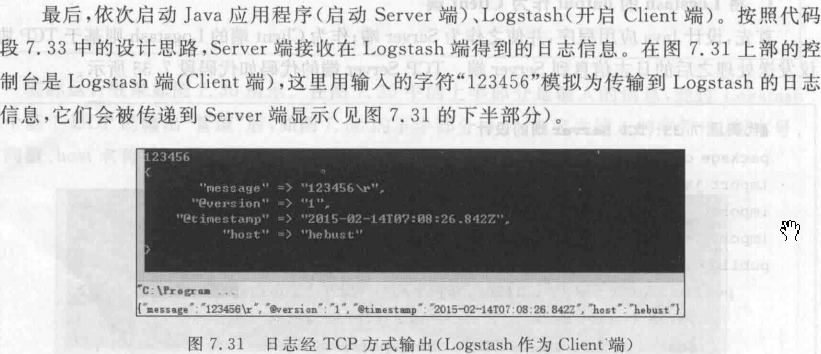 最后,依次启动 Java 应用程序(启动 Server 端)、Logstash(开启 Client 端)。按照代码
段 7.33 中的设计思路,Server 端接收在 Logstash 端得到的日志信息。在图 7.31 上部的控
制台是 Logstash 端(Client 端),这里用输入的字符“123456”模拟为传输到 Logstash 的日志
信息,它们会被传递到 Server 端显示(见图 7.31 的下半部分)。
123456
{
"message" => "123456\r",
"@version" => "1",
"@timestamp" => "2015-02-14T07:08:26.842Z",
"host" => "hebust"
}
"C:\Program ...
{"message":"123456\r","@version":"1","@timestamp":"2015-02-14T07:08:26.842Z","host":"hebust"}
图 7.31 日志经 TCP 方式输出(Logstash 作为 Client 端)